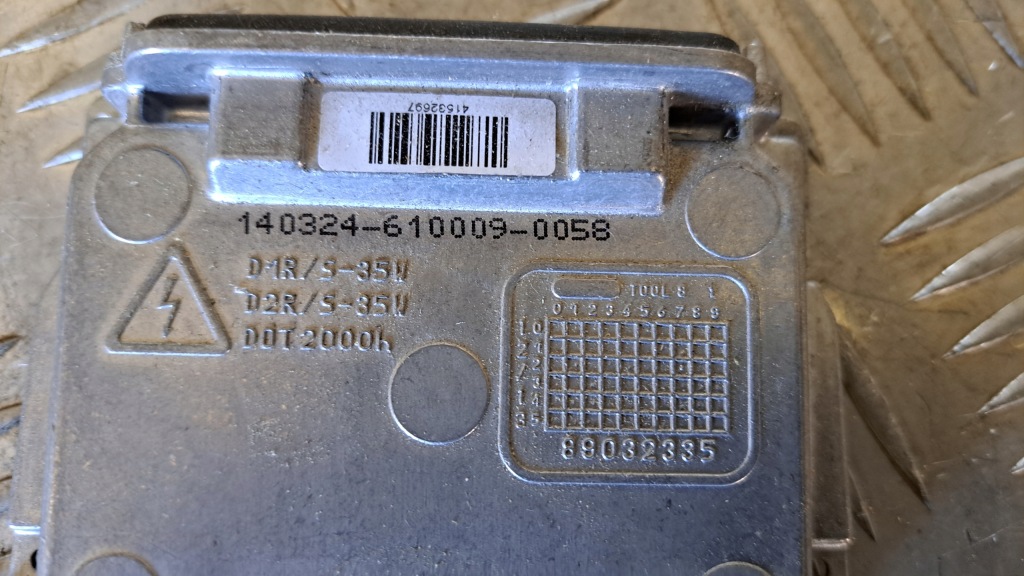 41532697
140324-610009-0058
D1R/S-35W
D2R/S-35W
DOT2000h
TOOL 8 1
0 1 2 3 4 5 6 7 8 9
89032335